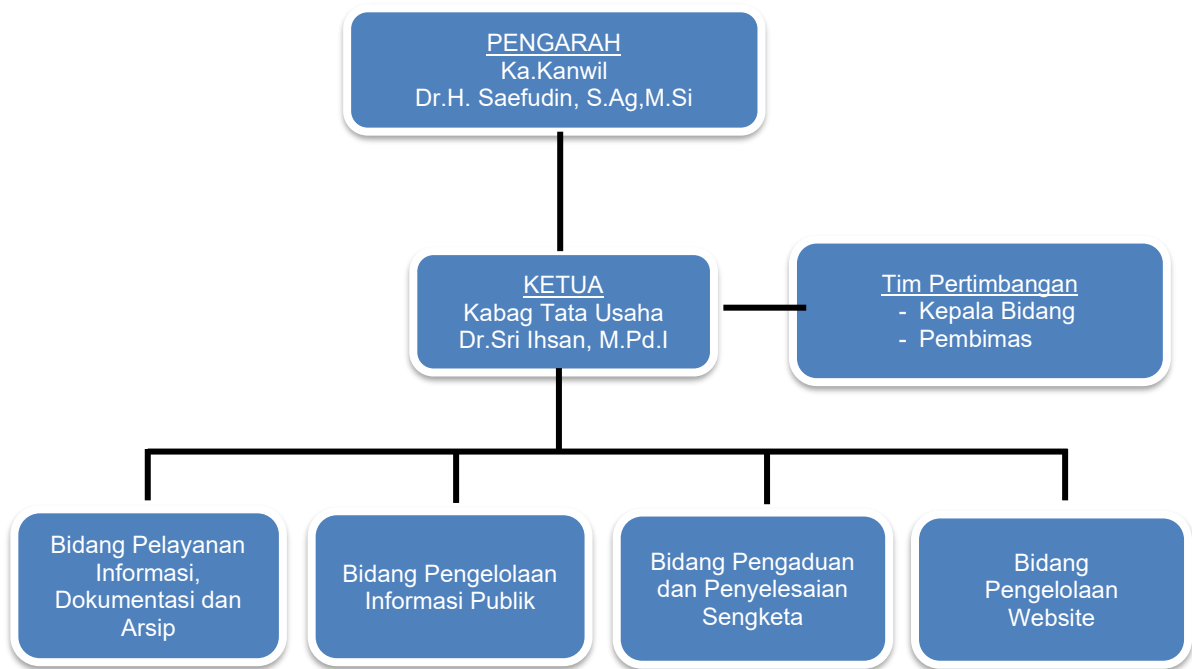 PENGARAH
Ka.Kanwil
Dr.H. Saefudin, S.Ag,M.Si
KETUA
Kabag Tata Usaha
Dr.Sri Ihsan, M.Pd.I
Tim Pertimbangan
- Kepala Bidang
- Pembimas
Bidang Pelayanan
Informasi,
Dokumentasi dan
Arsip
Bidang Pengelolaan
Informasi Publik
Bidang Pengaduan
dan Penyelesaian
Sengketa
Bidang
Pengelolaan
Website